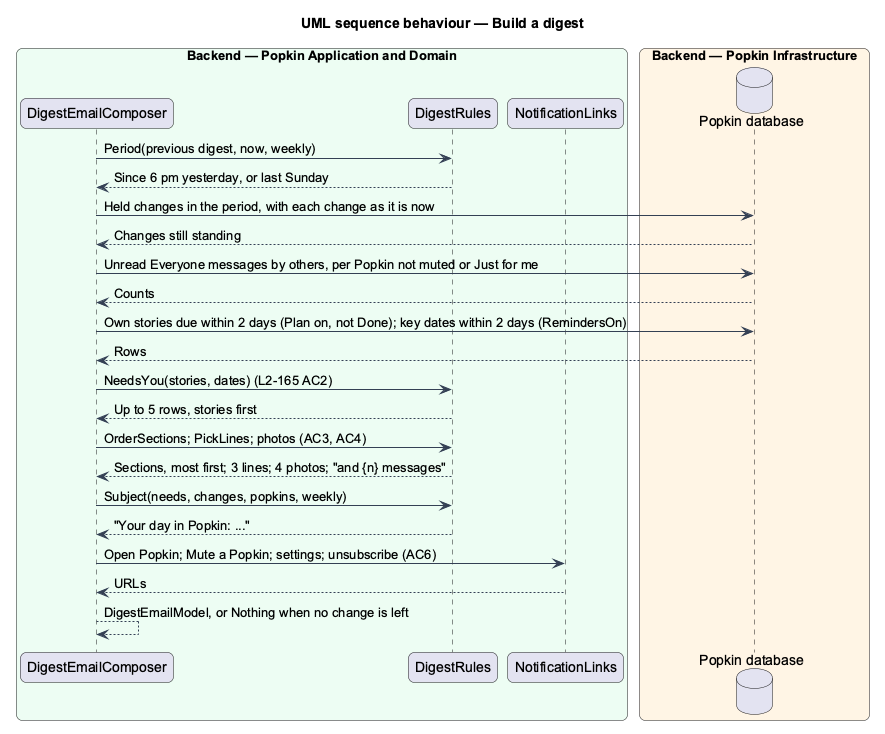 UML sequence behaviour — Build a digest
Backend — Popkin Application and Domain
Backend — Popkin Infrastructure
DigestEmailComposer
DigestRules
NotificationLinks
Popkin database
Period(previous digest, now, weekly)
Since 6 pm yesterday, or last Sunday
Held changes in the period, with each change as it is now
Changes still standing
Unread Everyone messages by others, per Popkin not muted or Just for me
Counts
Own stories due within 2 days (Plan on, not Done); key dates within 2 days (RemindersOn)
Rows
NeedsYou(stories, dates) (L2-165 AC2)
Up to 5 rows, stories first
OrderSections; PickLines; photos (AC3, AC4)
Sections, most first; 3 lines; 4 photos; "and {n} messages"
Subject(needs, changes, popkins, weekly)
"Your day in Popkin: ..."
Open Popkin; Mute a Popkin; settings; unsubscribe (AC6)
URLs
DigestEmailModel, or Nothing when no change is left
DigestEmailComposer
DigestRules
NotificationLinks
Popkin database